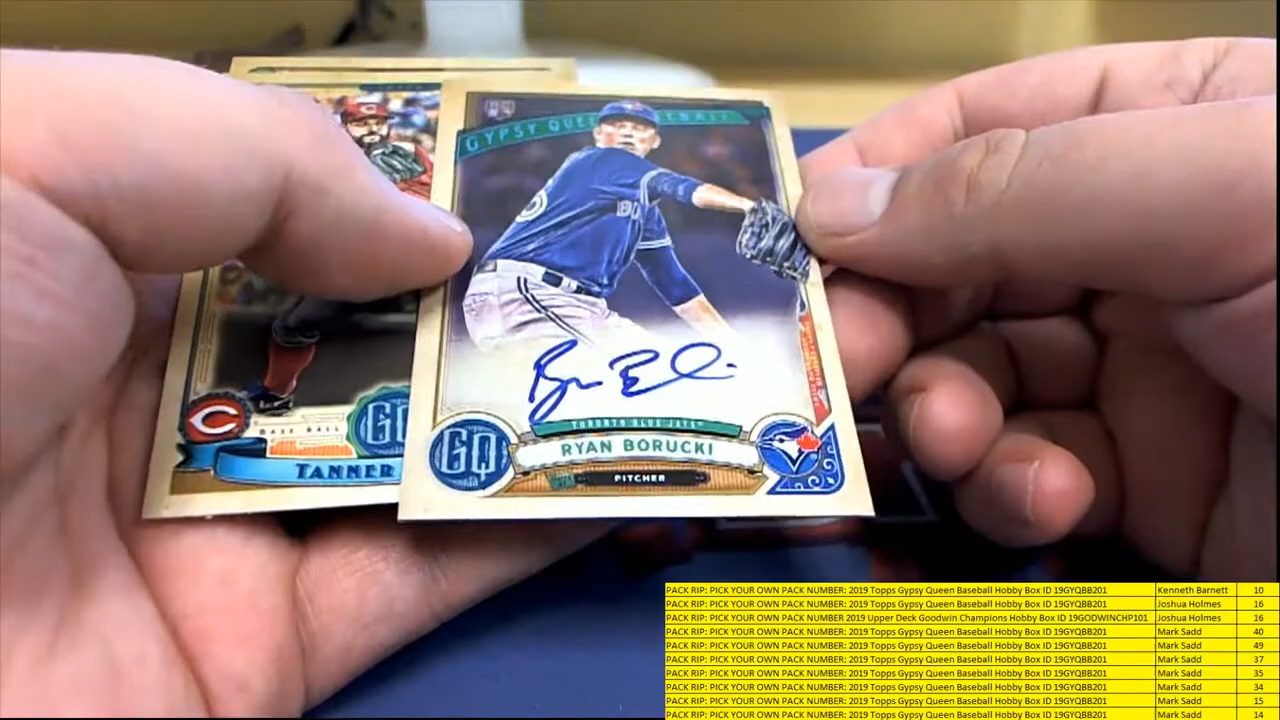 RC
GYPSY QUEEN BASEBALL
TORONTO BLUE JAYS
GQ
RYAN BORUCKI
PITCHER
C
BASE BALL
GQ
TANNER
PACK RIP: PICK YOUR OWN PACK NUMBER: 2019 Topps Gypsy Queen Baseball Hobby Box ID 19GYQBB201 Kenneth Barnett 10
PACK RIP: PICK YOUR OWN PACK NUMBER: 2019 Topps Gypsy Queen Baseball Hobby Box ID 19GYQBB201 Joshua Holmes 16
PACK RIP: PICK YOUR OWN PACK NUMBER 2019 Upper Deck Goodwin Champions Hobby Box ID 19GODWINCHP101 Joshua Holmes 16
PACK RIP: PICK YOUR OWN PACK NUMBER: 2019 Topps Gypsy Queen Baseball Hobby Box ID 19GYQBB201 Mark Sadd 40
PACK RIP: PICK YOUR OWN PACK NUMBER: 2019 Topps Gypsy Queen Baseball Hobby Box ID 19GYQBB201 Mark Sadd 49
PACK RIP: PICK YOUR OWN PACK NUMBER: 2019 Topps Gypsy Queen Baseball Hobby Box ID 19GYQBB201 Mark Sadd 37
PACK RIP: PICK YOUR OWN PACK NUMBER: 2019 Topps Gypsy Queen Baseball Hobby Box ID 19GYQBB201 Mark Sadd 35
PACK RIP: PICK YOUR OWN PACK NUMBER: 2019 Topps Gypsy Queen Baseball Hobby Box ID 19GYQBB201 Mark Sadd 34
PACK RIP: PICK YOUR OWN PACK NUMBER: 2019 Topps Gypsy Queen Baseball Hobby Box ID 19GYQBB201 Mark Sadd 15
PACK RIP: PICK YOUR OWN PACK NUMBER: 2019 Topps Gypsy Queen Baseball Hobby Box ID 19GYQBB201 Mark Sadd 14